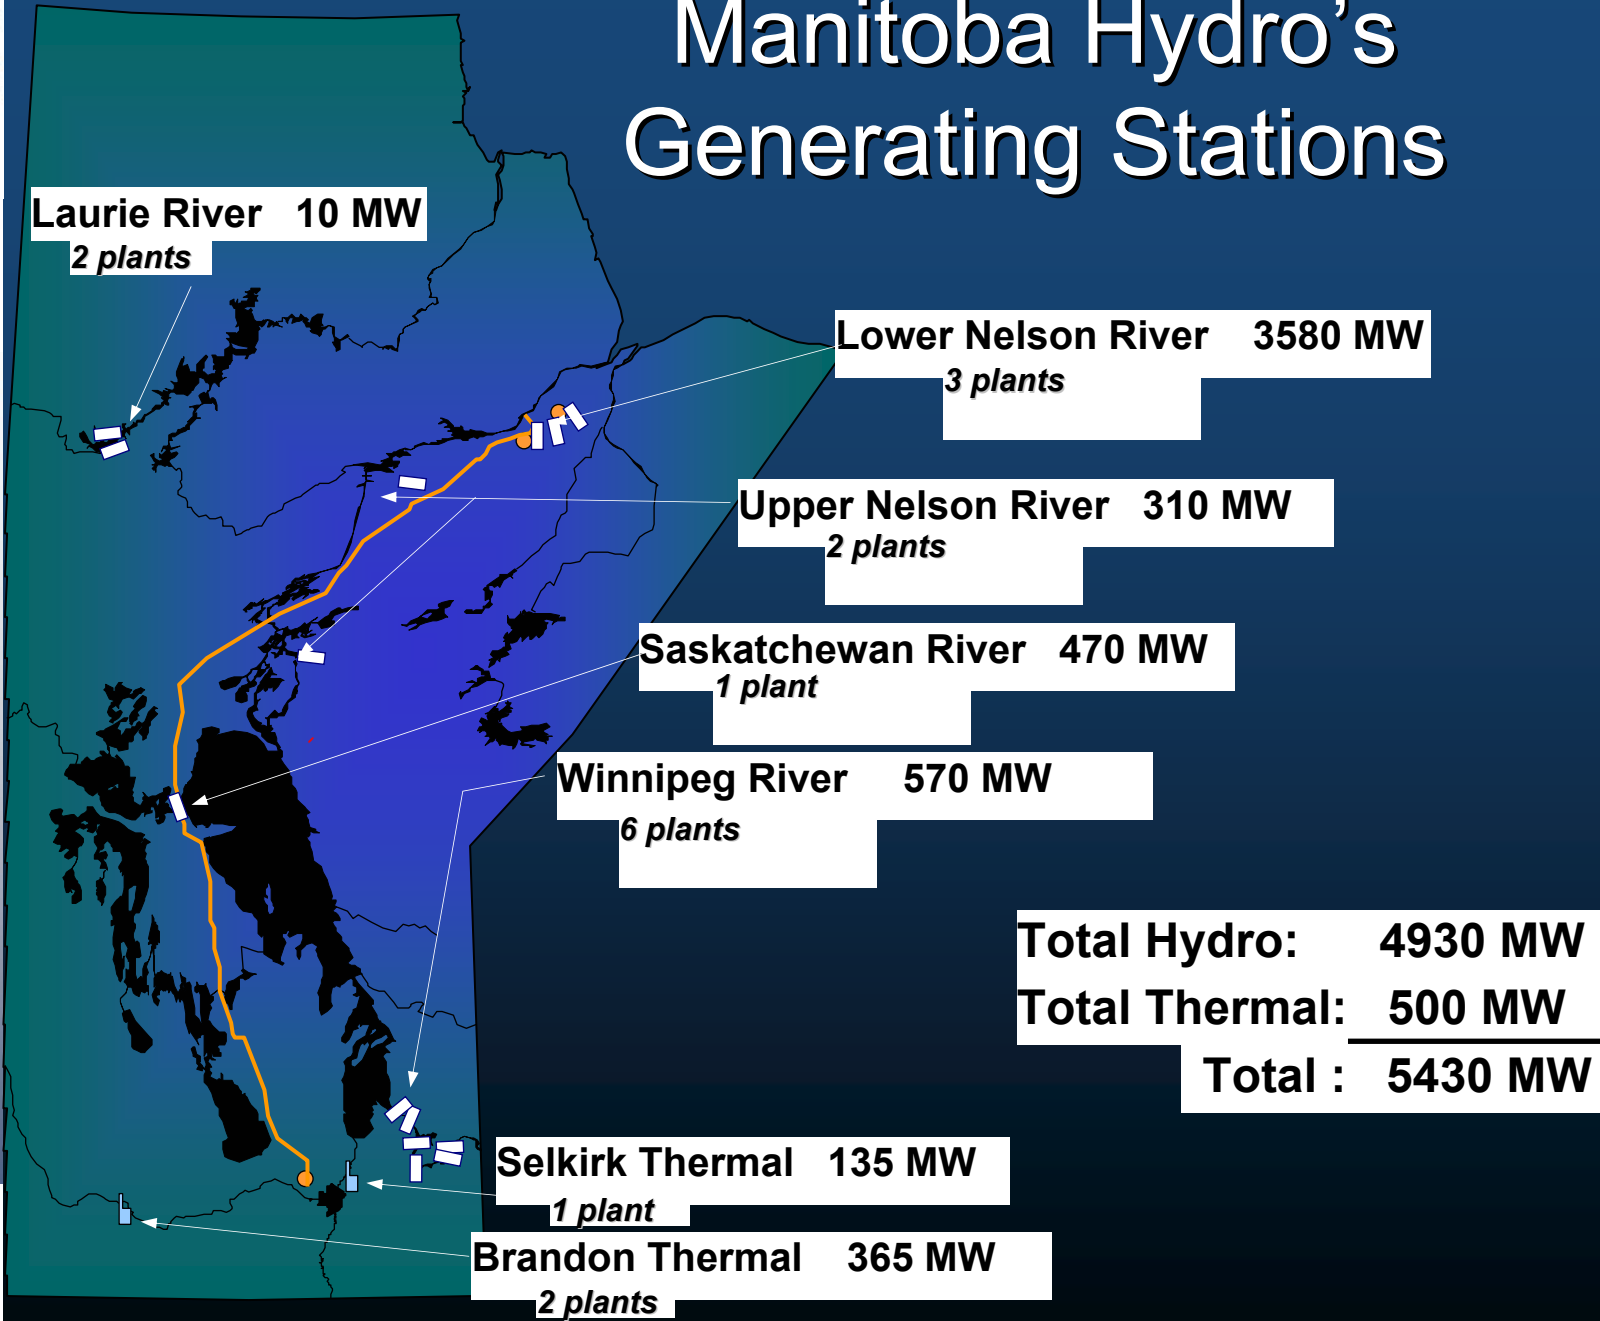 Manitoba Hydro's
Generating Stations
Laurie River 10 MW
2 plants
Lower Nelson River 3580 MW
3 plants
Upper Nelson River 310 MW
2 plants
Saskatchewan River 470 MW
1 plant
Winnipeg River 570 MW
6 plants
Total Hydro: 4930 MW
Total Thermal: 500 MW
Total : 5430 MW
Selkirk Thermal 135 MW
1 plant
Brandon Thermal 365 MW
2 plants